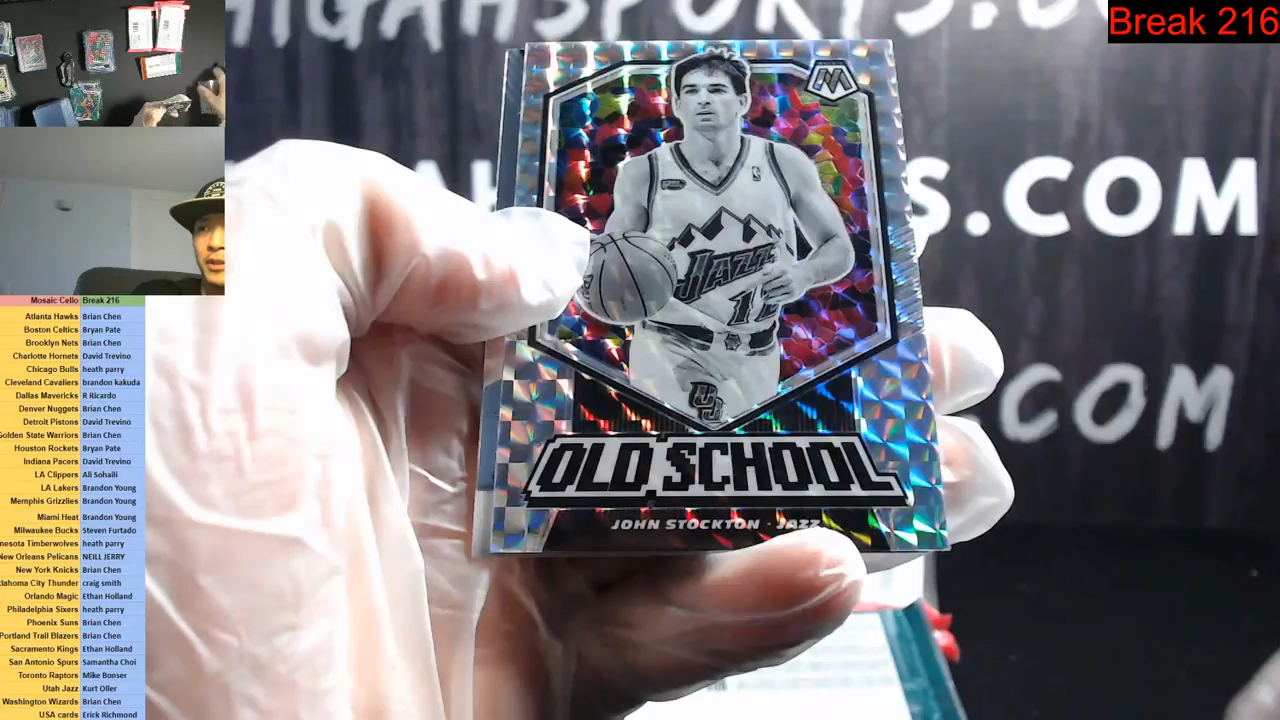 Break 216
HIGAHSPORTS.COM
S.COM
COM
M
JAZZ
12
OLD SCHOOL
JOHN STOCKTON · JAZZ
Mosaic Cello Break 216
Atlanta Hawks Brian Chen
Boston Celtics Bryan Pate
Brooklyn Nets Brian Chen
Charlotte Hornets David Trevino
Chicago Bulls heath parry
Cleveland Cavaliers brandon kakuda
Dallas Mavericks R Ricardo
Denver Nuggets Brian Chen
Detroit Pistons David Trevino
Golden State Warriors Brian Chen
Houston Rockets Bryan Pate
Indiana Pacers David Trevino
LA Clippers Ali Sohaili
LA Lakers Brandon Young
Memphis Grizzlies Brandon Young
Miami Heat Brandon Young
Milwaukee Bucks Steven Furtado
nesota Timberwolves heath parry
New Orleans Pelicans NEILL JERRY
New York Knicks Brian Chen
klahoma City Thunder craig smith
Orlando Magic Ethan Holland
Philadelphia Sixers heath parry
Phoenix Suns Brian Chen
Portland Trail Blazers Brian Chen
Sacramento Kings Ethan Holland
San Antonio Spurs Samantha Choi
Toronto Raptors Mike Bonser
Utah Jazz Kurt Oller
Washington Wizards Brian Chen
USA cards Erick Richmond